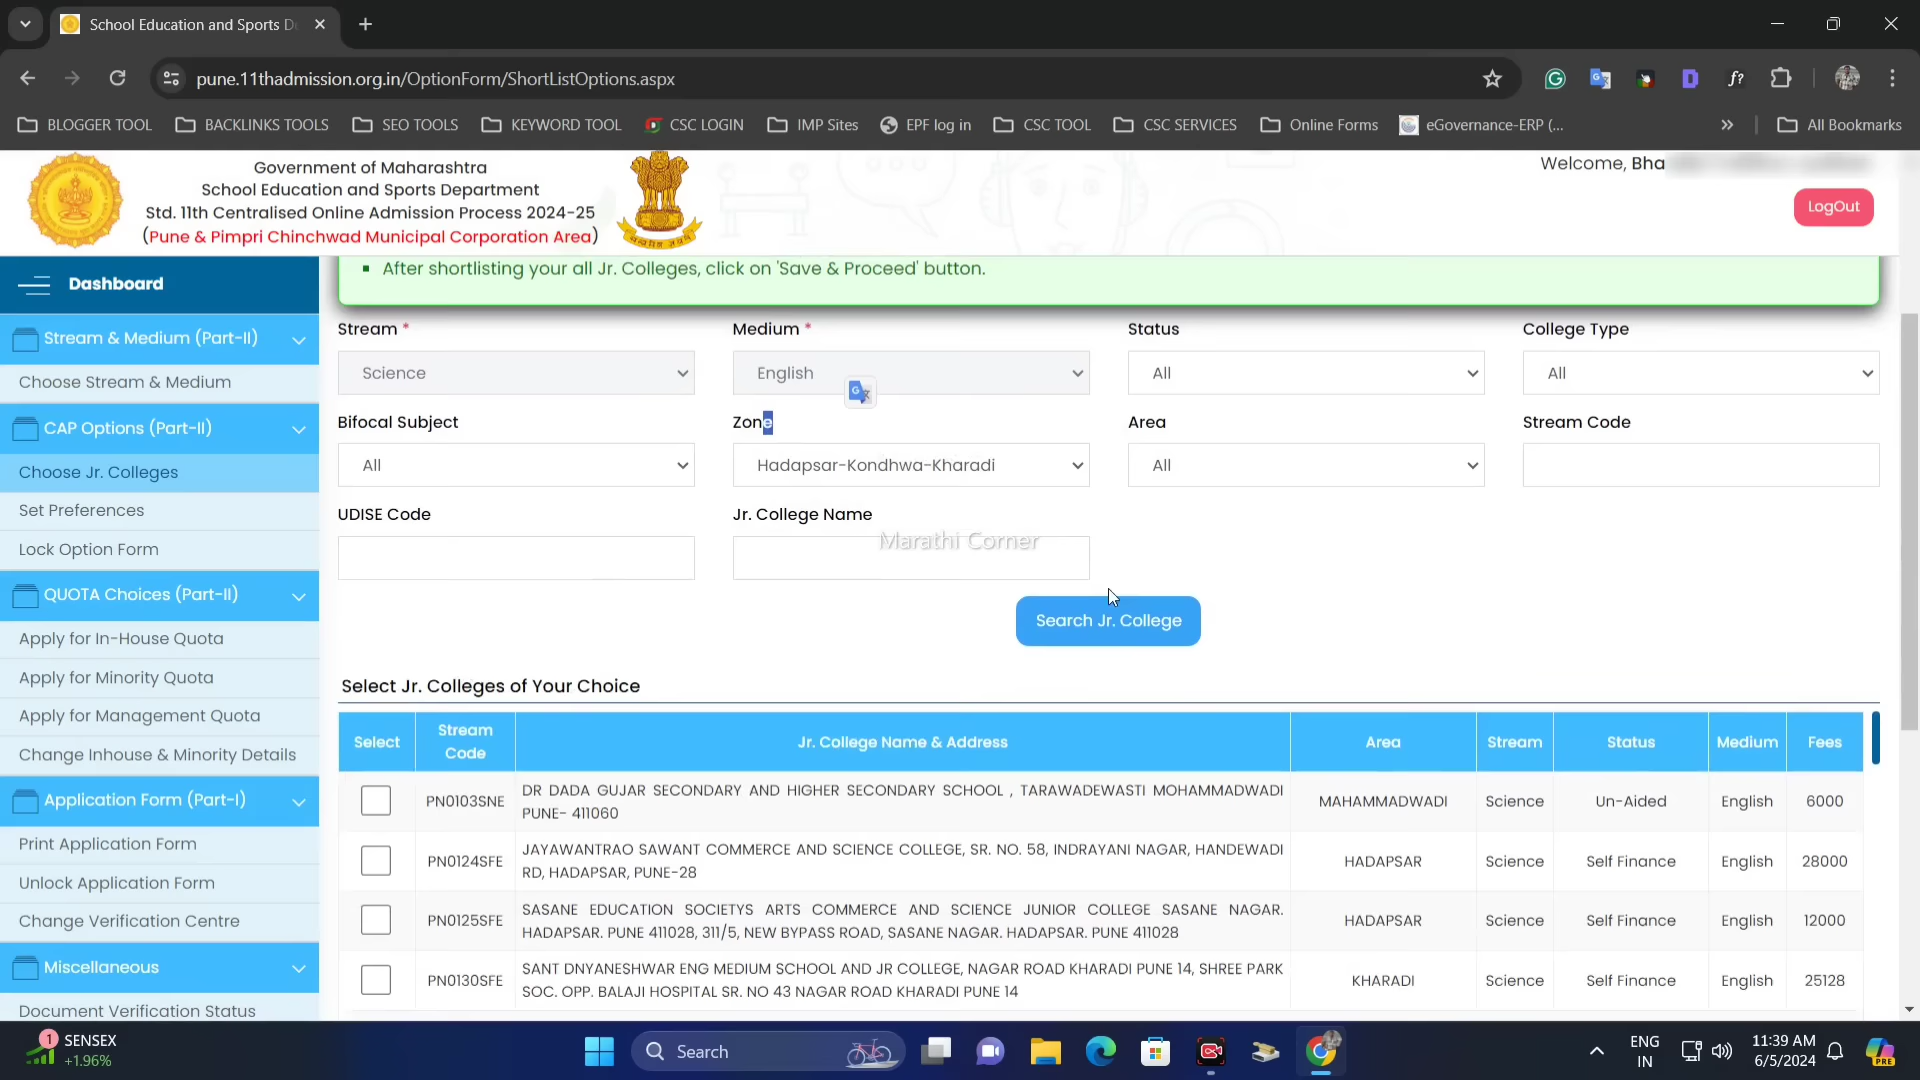 School Education and Sports D
pune.11thadmission.org.in/OptionForm/ShortListOptions.aspx
BLOGGER TOOL
BACKLINKS TOOLS
SEO TOOLS
KEYWORD TOOL
CSC LOGIN
IMP Sites
EPF log in
CSC TOOL
CSC SERVICES
Online Forms
eGovernance-ERP (...
All Bookmarks
Government of Maharashtra
School Education and Sports Department
Std. 11th Centralised Online Admission Process 2024-25
(Pune & Pimpri Chinchwad Municipal Corporation Area)
Welcome, Bha
LogOut
Dashboard
Stream & Medium (Part-II)
Choose Stream & Medium
CAP Options (Part-II)
Choose Jr. Colleges
Set Preferences
Lock Option Form
QUOTA Choices (Part-II)
Apply for In-House Quota
Apply for Minority Quota
Apply for Management Quota
Change Inhouse & Minority Details
Application Form (Part-I)
Print Application Form
Unlock Application Form
Change Verification Centre
Miscellaneous
Document Verification Status
After shortlisting your all Jr. Colleges, click on 'Save & Proceed' button.
Stream *
Medium *
Status
College Type
Science
English
All
All
Bifocal Subject
Zone
Area
Stream Code
All
Hadapsar-Kondhwa-Kharadi
All
UDISE Code
Jr. College Name
Marathi Corner
Search Jr. College
Select Jr. Colleges of Your Choice
Select Stream Code Jr. College Name & Address Area Stream Status Medium Fees
PN0103SNE DR DADA GUJAR SECONDARY AND HIGHER SECONDARY SCHOOL , TARAWADEWASTI MOHAMMADWADI
PUNE- 411060 MAHAMMADWADI Science Un-Aided English 6000
PN0124SFE JAYAWANTRAO SAWANT COMMERCE AND SCIENCE COLLEGE, SR. NO. 58, INDRAYANI NAGAR, HANDEWADI
RD, HADAPSAR, PUNE-28 HADAPSAR Science Self Finance English 28000
PN0125SFE SASANE EDUCATION SOCIETYS ARTS COMMERCE AND SCIENCE JUNIOR COLLEGE SASANE NAGAR.
HADAPSAR. PUNE 411028, 311/5, NEW BYPASS ROAD, SASANE NAGAR. HADAPSAR. PUNE 411028 HADAPSAR Science Self Finance English 12000
PN0130SFE SANT DNYANESHWAR ENG MEDIUM SCHOOL AND JR COLLEGE, NAGAR ROAD KHARADI PUNE 14, SHREE PARK
SOC. OPP. BALAJI HOSPITAL SR. NO 43 NAGAR ROAD KHARADI PUNE 14 KHARADI Science Self Finance English 25128
1
SENSEX
+1.96%
Search
ENG
IN
11:39 AM
6/5/2024
PRE